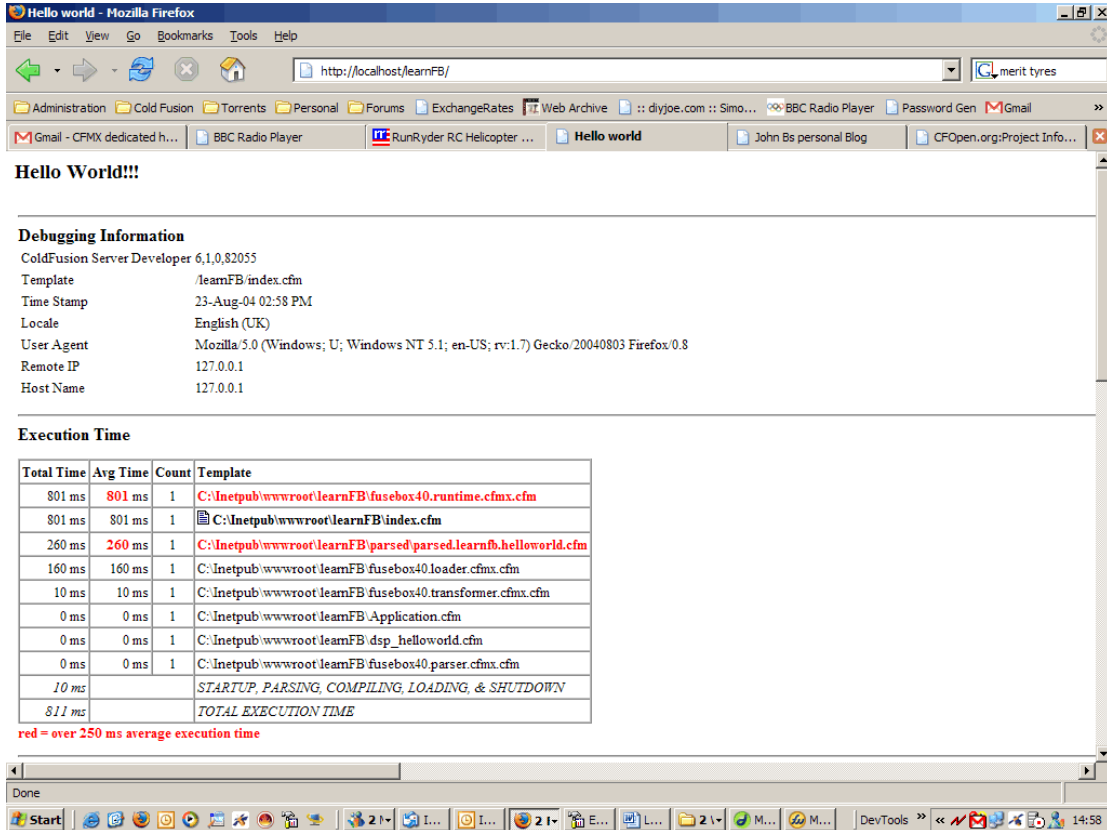 Hello world - Mozilla Firefox
File Edit View Go Bookmarks Tools Help
http://localhost/learnFB/ merit tyres
Administration Cold Fusion Torrents Personal Forums ExchangeRates Web Archive :: diyjoe.com :: Simo... BBC Radio Player Password Gen Gmail »
Gmail - CFMX dedicated h... BBC Radio Player RunRyder RC Helicopter ... Hello world John Bs personal Blog CFOpen.org:Project Info...
Hello World!!!
Debugging Information
ColdFusion Server Developer 6,1,0,82055
Template /learnFB/index.cfm
Time Stamp 23-Aug-04 02:58 PM
Locale English (UK)
User Agent Mozilla/5.0 (Windows; U; Windows NT 5.1; en-US; rv:1.7) Gecko/20040803 Firefox/0.8
Remote IP 127.0.0.1
Host Name 127.0.0.1
Execution Time
Total Time Avg Time Count Template
801 ms 801 ms 1 C:\Inetpub\wwwroot\learnFB\fusebox40.runtime.cfmx.cfm
801 ms 801 ms 1 C:\Inetpub\wwwroot\learnFB\index.cfm
260 ms 260 ms 1 C:\Inetpub\wwwroot\learnFB\parsed\parsed.learnfb.helloworld.cfm
160 ms 160 ms 1 C:\Inetpub\wwwroot\learnFB\fusebox40.loader.cfmx.cfm
10 ms 10 ms 1 C:\Inetpub\wwwroot\learnFB\fusebox40.transformer.cfmx.cfm
0 ms 0 ms 1 C:\Inetpub\wwwroot\learnFB\Application.cfm
0 ms 0 ms 1 C:\Inetpub\wwwroot\learnFB\dsp_helloworld.cfm
0 ms 0 ms 1 C:\Inetpub\wwwroot\learnFB\fusebox40.parser.cfmx.cfm
10 ms STARTUP, PARSING, COMPILING, LOADING, & SHUTDOWN
811 ms TOTAL EXECUTION TIME
red = over 250 ms average execution time
Done
Start 2 I... I... 2 E... L... 2 \ M... M... DevTools » « 14:58